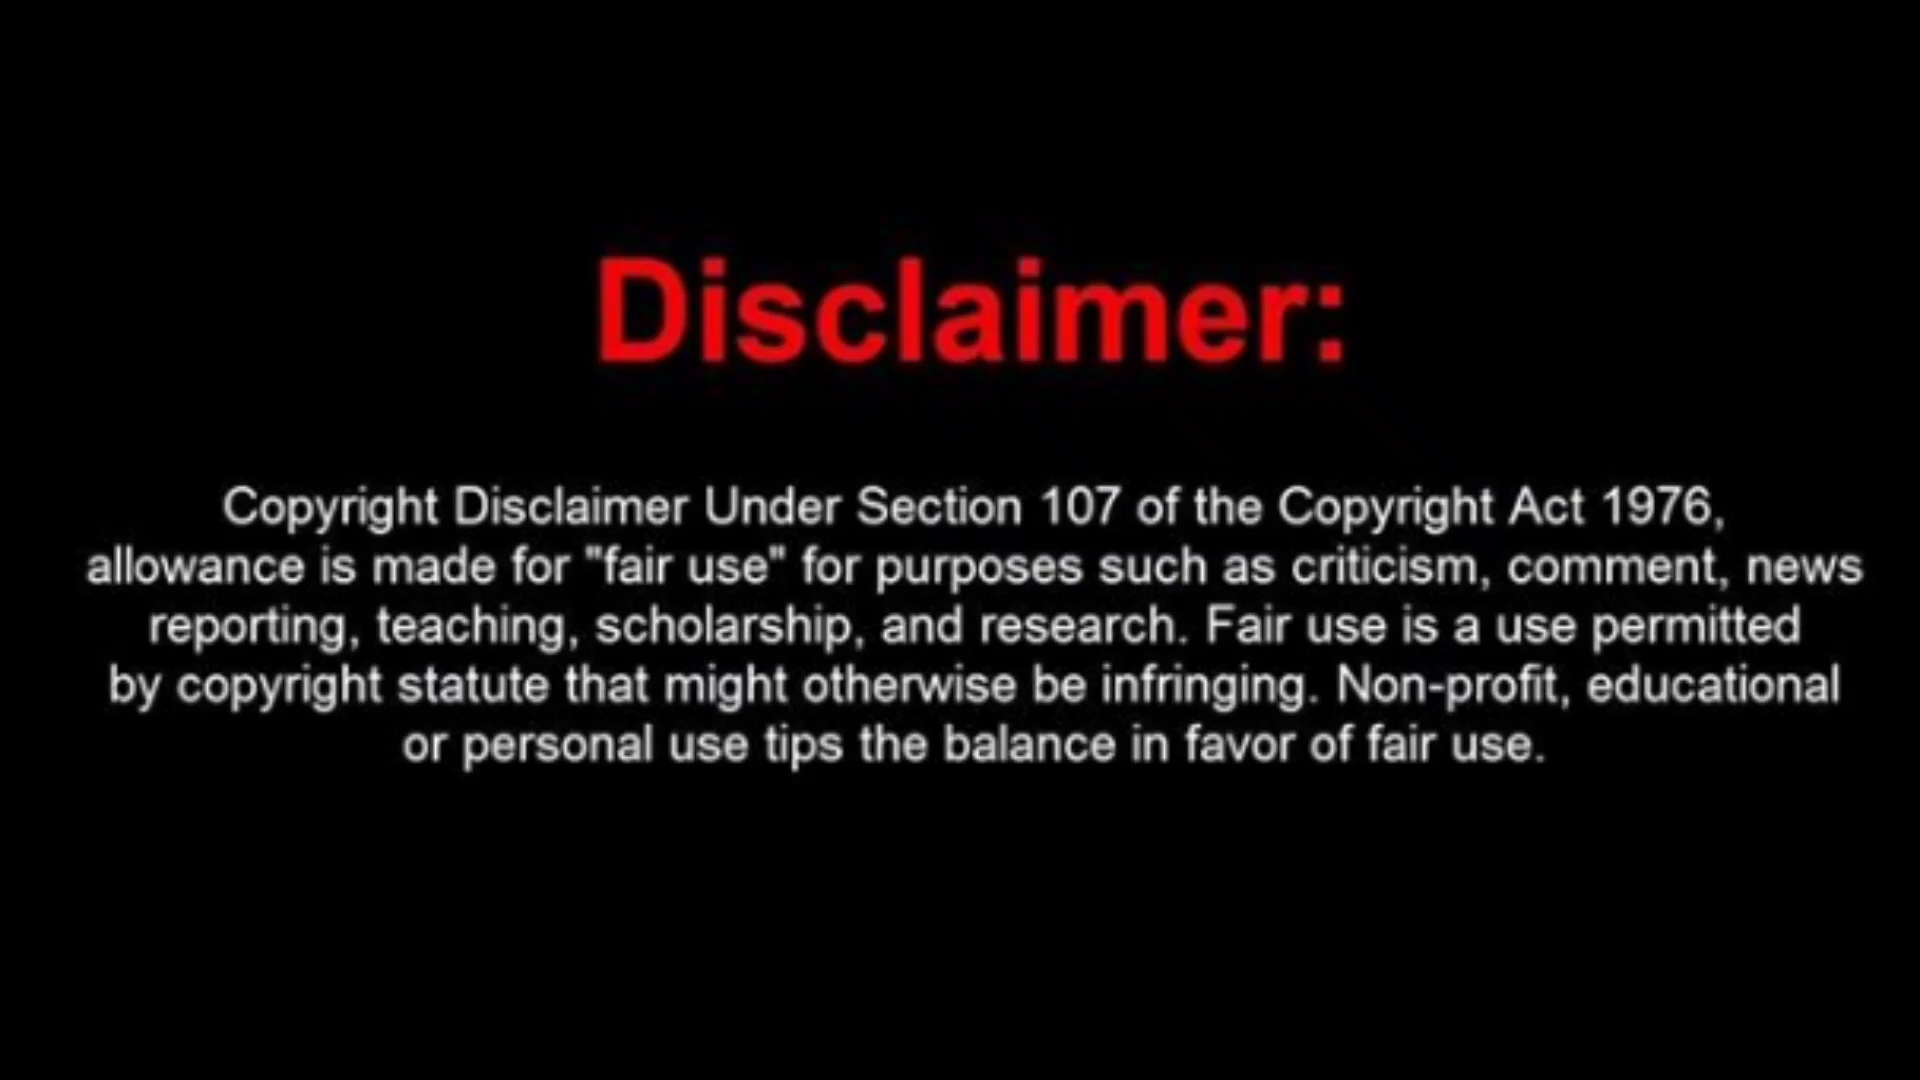 Disclaimer:
Copyright Disclaimer Under Section 107 of the Copyright Act 1976,
allowance is made for "fair use" for purposes such as criticism, comment, news
reporting, teaching, scholarship, and research. Fair use is a use permitted
by copyright statute that might otherwise be infringing. Non-profit, educational
or personal use tips the balance in favor of fair use.